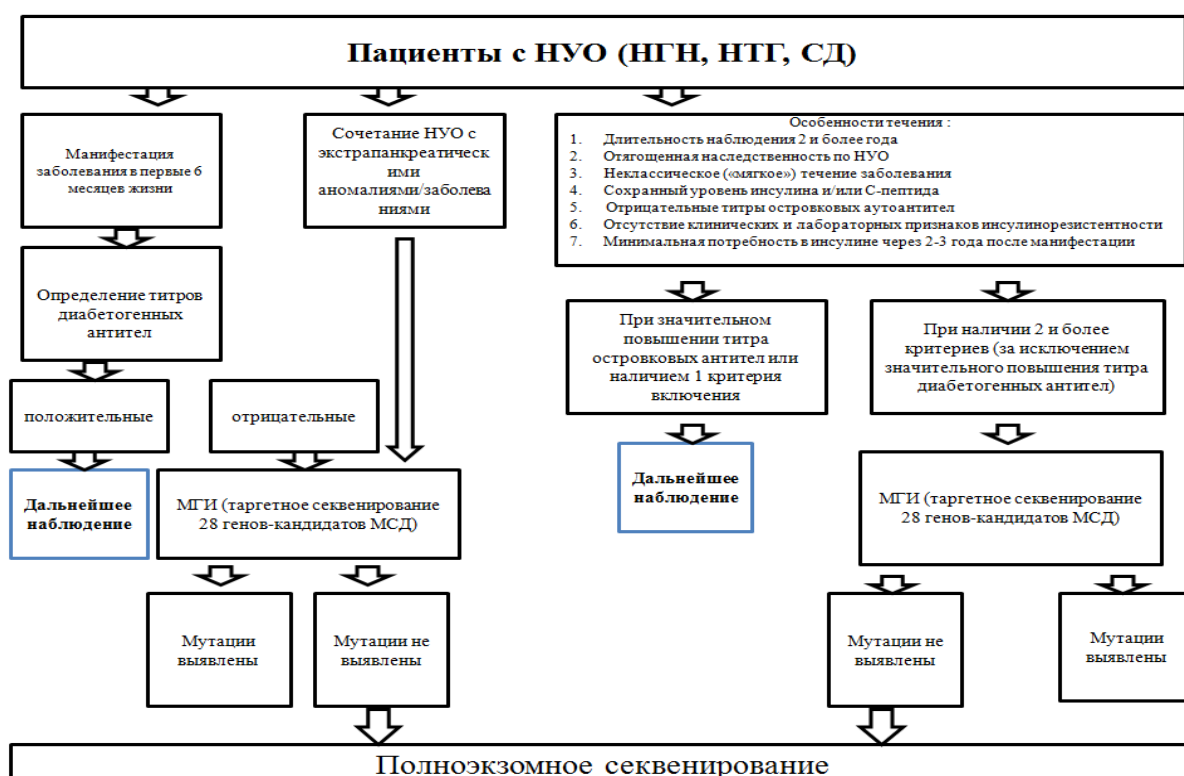 Пациенты с НУО (НГН, НТГ, СД)
Манифестация
заболевания в первые 6
месяцев жизни
Сочетание НУО с
экстрапанкреатическ
ими
аномалиями/заболева
ниями
Особенности течения :
1. Длительность наблюдения 2 и более года
2. Отягощенная наследственность по НУО
3. Неклассическое («мягкое») течение заболевания
4. Сохранный уровень инсулина и/или С-пептида
5. Отрицательные титры островковых аутоантител
6. Отсутствие клинических и лабораторных признаков инсулинорезистентности
7. Минимальная потребность в инсулине через 2-3 года после манифестации
Определение титров
диабетогенных
антител
При значительном
повышении титра
островковых антител или
наличием 1 критерия
включения
При наличии 2 и более
критериев (за исключением
значительного повышения титра
диабетогенных антител)
положительные
отрицательные
Дальнейшее
наблюдение
МГИ (таргетное секвенирование
28 генов-кандидатов МСД)
Дальнейшее
наблюдение
МГИ (таргетное секвенирование
28 генов-кандидатов МСД)
Мутации
выявлены
Мутации не
выявлены
Мутации не
выявлены
Мутации
выявлены
Полноэкзомное секвенирование